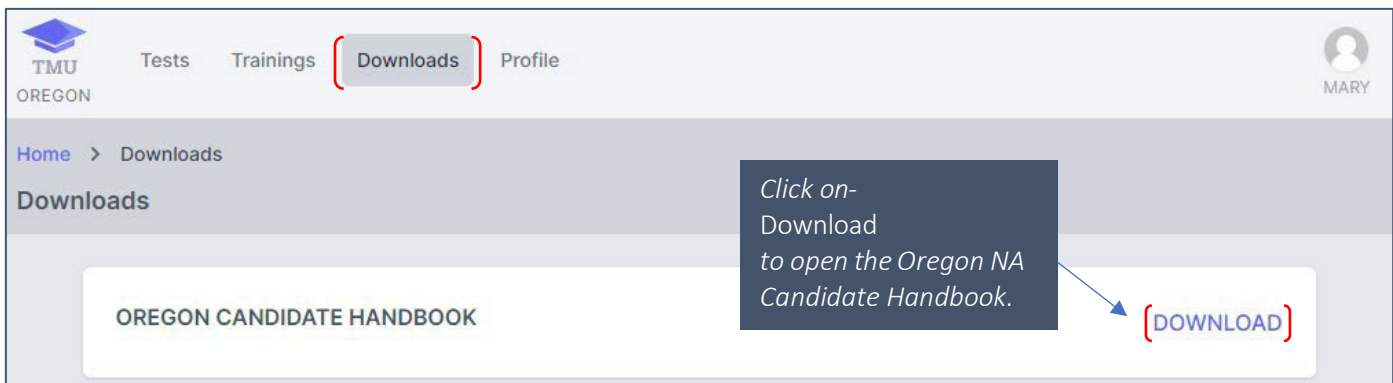 TMU
OREGON
Tests Trainings Downloads Profile
MARY
Home > Downloads
Downloads
Click on-
Download
to open the Oregon NA
Candidate Handbook.
OREGON CANDIDATE HANDBOOK
DOWNLOAD